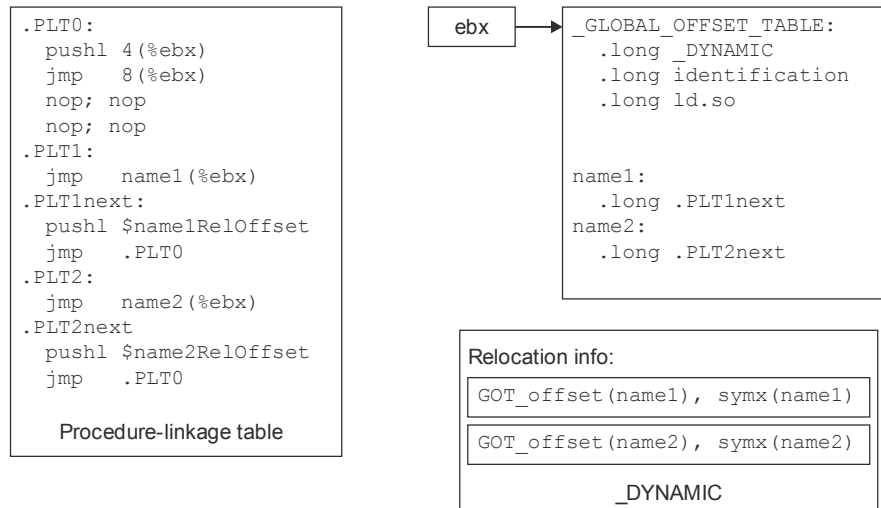 .PLT0:
pushl 4(%ebx)
jmp 8(%ebx)
nop; nop
nop; nop
.PLT1:
jmp name1(%ebx)
.PLT1next:
pushl $name1RelOffset
jmp .PLT0
.PLT2:
jmp name2(%ebx)
.PLT2next
pushl $name2RelOffset
jmp .PLT0
Procedure-linkage table
ebx
_GLOBAL_OFFSET_TABLE:
.long _DYNAMIC
.long identification
.long ld.so
name1:
.long .PLT1next
name2:
.long .PLT2next
Relocation info:
GOT_offset(name1), symx(name1)
GOT_offset(name2), symx(name2)
_DYNAMIC